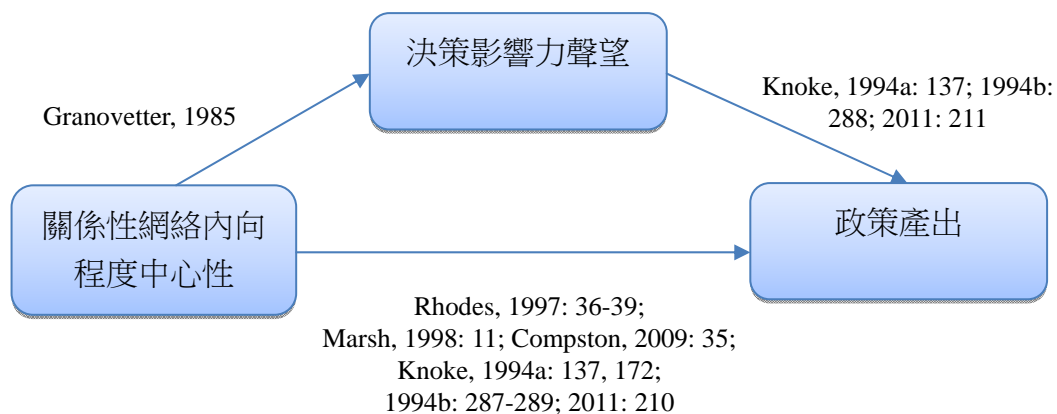 決策影響力聲望
Knoke, 1994a: 137; 1994b:
288; 2011: 211
Granovetter, 1985
關係性網絡內向
程度中心性
政策產出
Rhodes, 1997: 36-39;
Marsh, 1998: 11; Compston, 2009: 35;
Knoke, 1994a: 137, 172;
1994b: 287-289; 2011: 210